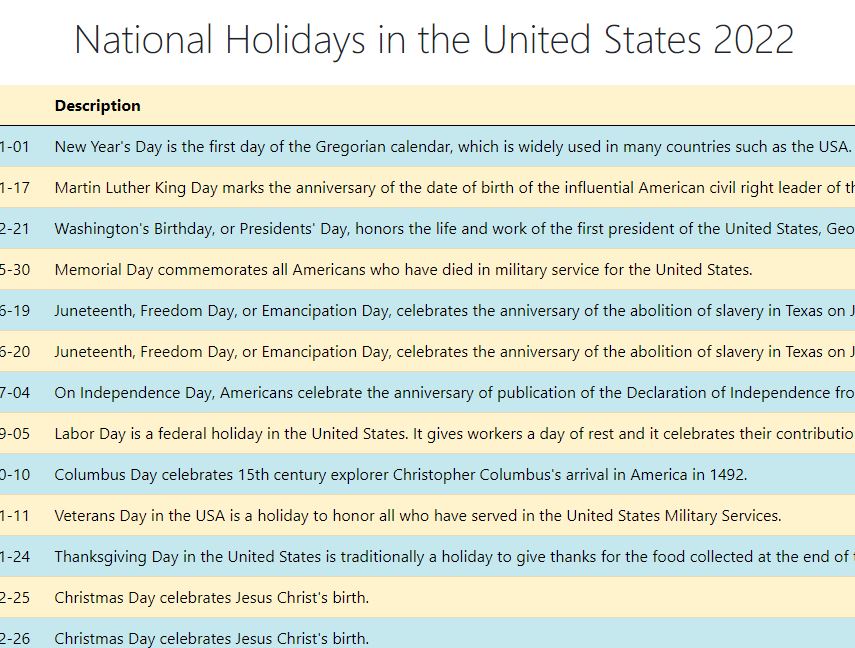 National Holidays in the United States 2022
Description
1-01 New Year's Day is the first day of the Gregorian calendar, which is widely used in many countries such as the USA.
1-17 Martin Luther King Day marks the anniversary of the date of birth of the influential American civil right leader of th
2-21 Washington's Birthday, or Presidents' Day, honors the life and work of the first president of the United States, Geo
5-30 Memorial Day commemorates all Americans who have died in military service for the United States.
6-19 Juneteenth, Freedom Day, or Emancipation Day, celebrates the anniversary of the abolition of slavery in Texas on J
6-20 Juneteenth, Freedom Day, or Emancipation Day, celebrates the anniversary of the abolition of slavery in Texas on J
7-04 On Independence Day, Americans celebrate the anniversary of publication of the Declaration of Independence fro
9-05 Labor Day is a federal holiday in the United States. It gives workers a day of rest and it celebrates their contributio
0-10 Columbus Day celebrates 15th century explorer Christopher Columbus's arrival in America in 1492.
1-11 Veterans Day in the USA is a holiday to honor all who have served in the United States Military Services.
1-24 Thanksgiving Day in the United States is traditionally a holiday to give thanks for the food collected at the end of t
2-25 Christmas Day celebrates Jesus Christ's birth.
2-26 Christmas Day celebrates Jesus Christ's birth.